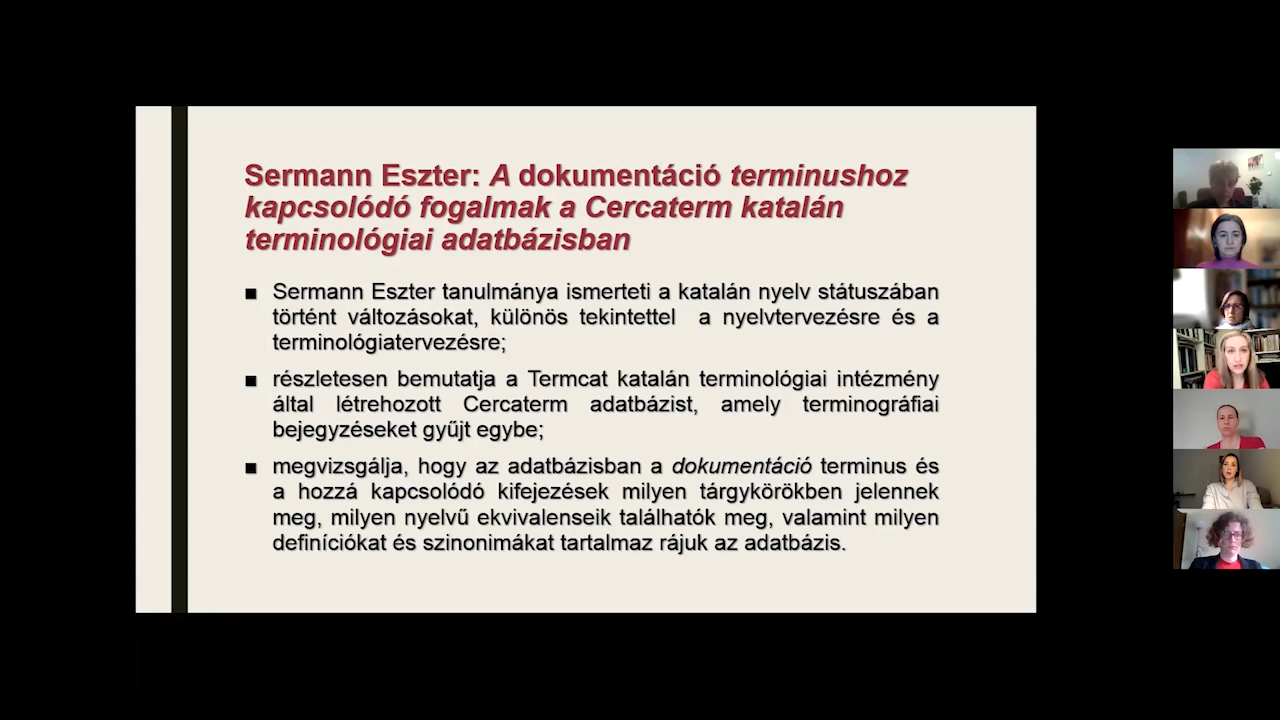 Sermann Eszter: A dokumentáció terminushoz
kapcsolódó fogalmak a Cercaterm katalán
terminológiai adatbázisban
■ Sermann Eszter tanulmánya ismerteti a katalán nyelv státuszában
történt változásokat, különös tekintettel a nyelvtervezésre és a
terminológiatervezésre;
■ részletesen bemutatja a Termcat katalán terminológiai intézmény
által létrehozott Cercaterm adatbázist, amely terminográfiai
bejegyzéseket gyűjt egybe;
■ megvizsgálja, hogy az adatbázisban a dokumentáció terminus és
a hozzá kapcsolódó kifejezések milyen tárgykörökben jelennek
meg, milyen nyelvű ekvivalenseik találhatók meg, valamint milyen
definíciókat és szinonimákat tartalmaz rájuk az adatbázis.